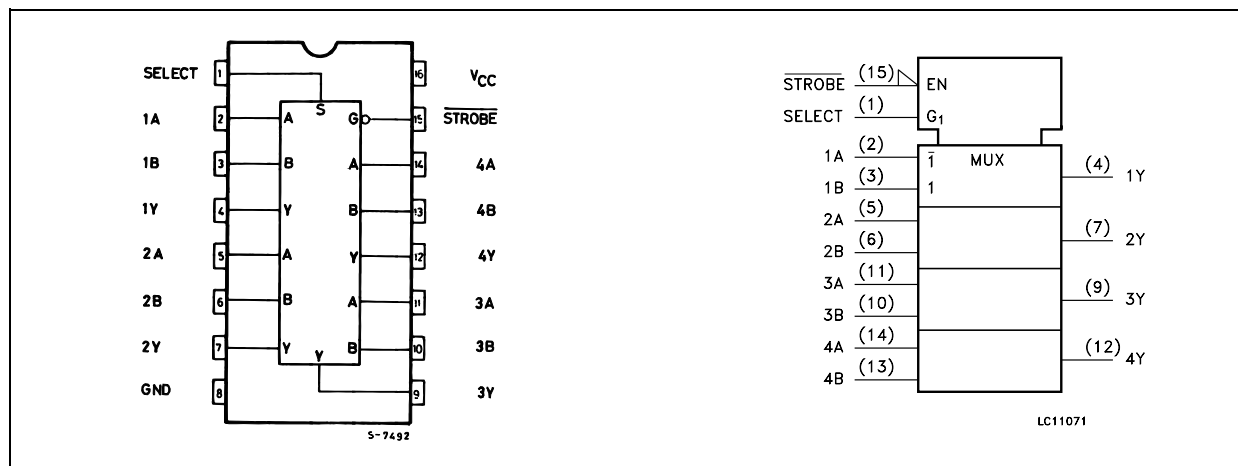 SELECT 1 16 VCC
S
1A 2 A G 15 STROBE
1B 3 B A 14 4A
1Y 4 Y B 13 4B
2A 5 A Y 12 4Y
2B 6 B A 11 3A
2Y 7 Y Y B 10 3B
GND 8 9 3Y
S-7492
STROBE (15) EN
SELECT (1) G1
1A (2) 1̅ MUX (4) 1Y
1B (3) 1
2A (5) (7) 2Y
2B (6)
3A (11) (9) 3Y
3B (10)
4A (14) (12) 4Y
4B (13)
LC11071